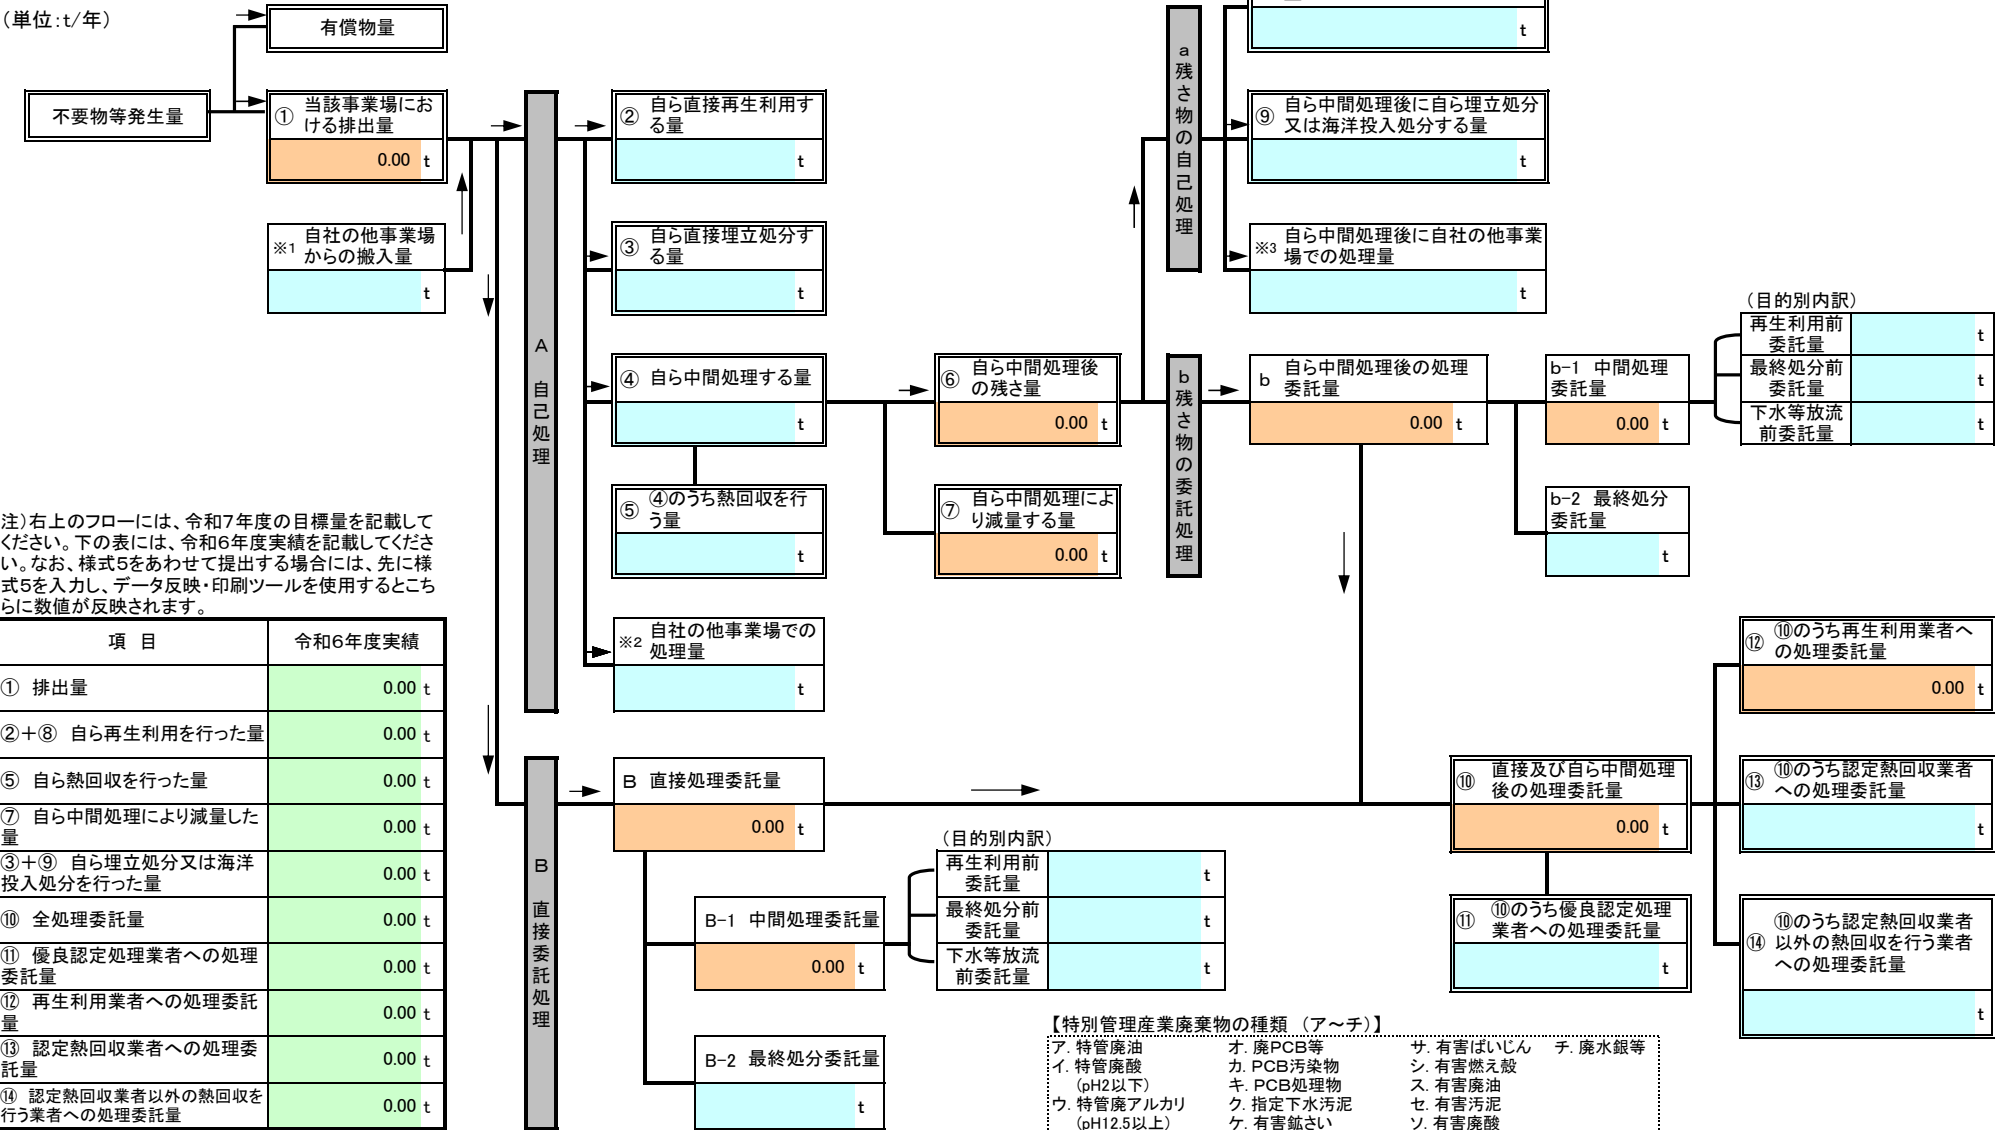 （単位：t/年）
有償物量
不要物等発生量
① 当該事業場における排出量
0.00 t
※1 自社の他事業場からの搬入量
t
A 自己処理
② 自ら直接再生利用する量
t
③ 自ら直接埋立処分する量
t
④ 自ら中間処理する量
t
⑤ ④のうち熱回収を行う量
t
※2 自社の他事業場での処理量
t
⑥ 自ら中間処理後の残さ量
0.00 t
⑦ 自ら中間処理により減量する量
0.00 t
a 残さ物の自己処理
t
⑨ 自ら中間処理後に自ら埋立処分又は海洋投入処分する量
t
※3 自ら中間処理後に自社の他事業場での処理量
t
b 残さ物の委託処理
b 自ら中間処理後の処理委託量
0.00 t
b-1 中間処理委託量
0.00 t
（目的別内訳）
再生利用前委託量 t
最終処分前委託量 t
下水等放流前委託量 t
b-2 最終処分委託量
t
注）右上のフローには、令和７年度の目標量を記載して
ください。下の表には、令和６年度実績を記載してくださ
い。なお、様式５をあわせて提出する場合には、先に様
式５を入力し、データ反映・印刷ツールを使用するとこち
らに数値が反映されます。
項 目 令和６年度実績
① 排出量 0.00 t
②＋⑧ 自ら再生利用を行った量 0.00 t
⑤ 自ら熱回収を行った量 0.00 t
⑦ 自ら中間処理により減量した量 0.00 t
③＋⑨ 自ら埋立処分又は海洋投入処分を行った量 0.00 t
⑩ 全処理委託量 0.00 t
⑪ 優良認定処理業者への処理委託量 0.00 t
⑫ 再生利用業者への処理委託量 0.00 t
⑬ 認定熱回収業者への処理委託量 0.00 t
⑭ 認定熱回収業者以外の熱回収を行う業者への処理委託量 0.00 t
B 直接委託処理
B 直接処理委託量
0.00 t
B-1 中間処理委託量
0.00 t
（目的別内訳）
再生利用前委託量 t
最終処分前委託量 t
下水等放流前委託量 t
B-2 最終処分委託量
t
⑩ 直接及び自ら中間処理後の処理委託量
0.00 t
⑪ ⑩のうち優良認定処理業者への処理委託量
t
⑫ ⑩のうち再生利用業者への処理委託量
0.00 t
⑬ ⑩のうち認定熱回収業者への処理委託量
t
⑭ ⑩のうち認定熱回収業者以外の熱回収を行う業者への処理委託量
t
【特別管理産業廃棄物の種類 （ア～チ）】
ア. 特管廃油 オ. 廃PCB等 サ. 有害ばいじん チ. 廃水銀等
イ. 特管廃酸 カ. PCB汚染物 シ. 有害燃え殻
（pH2以下） キ. PCB処理物 ス. 有害廃油
ウ. 特管廃アルカリ ク. 指定下水汚泥 セ. 有害汚泥
（pH12.5以上） ケ. 有害鉱さい ソ. 有害廃酸